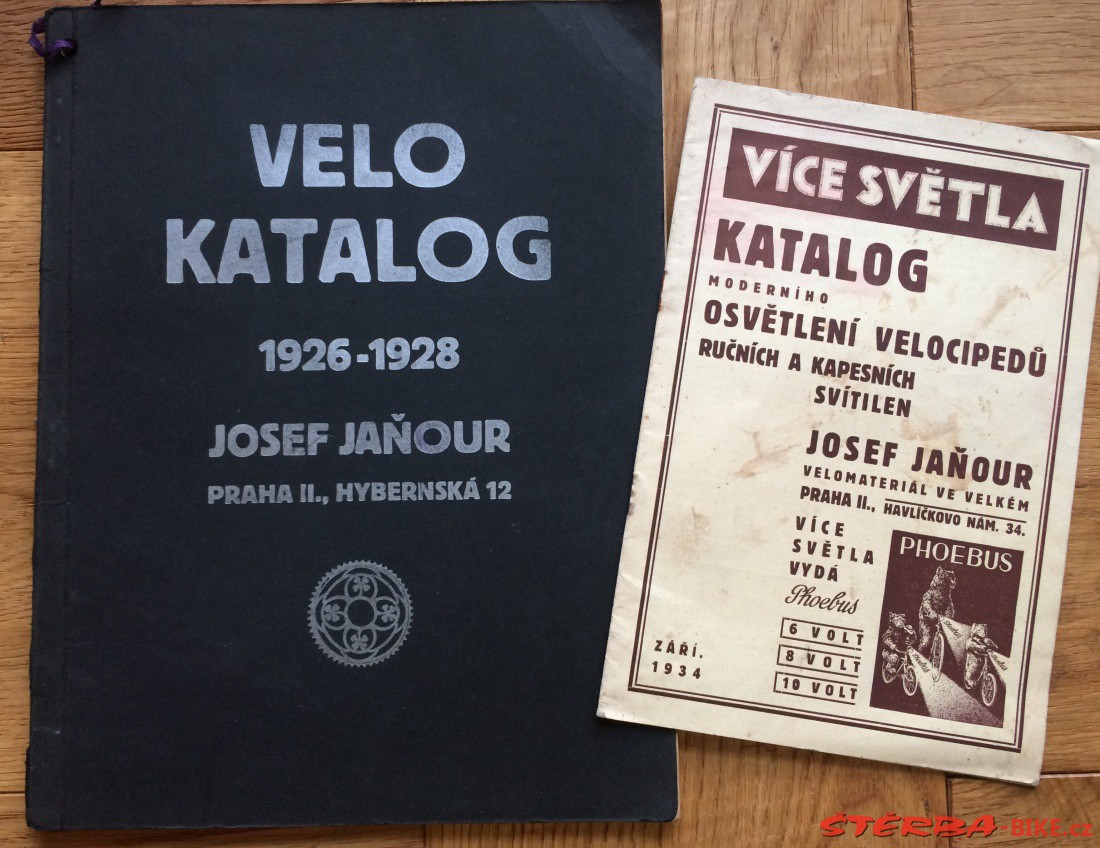 VELO
KATALOG
1926-1928
JOSEF JAŇOUR
PRAHA II., HYBERNSKÁ 12
VÍCE SVĚTLA
KATALOG
MODERNÍHO
OSVĚTLENÍ VELOCIPEDŮ
RUČNÍCH A KAPESNÍCH
SVÍTILEN
JOSEF JAŇOUR
VELOMATERIÁL VE VELKÉM
PRAHA II., HAVLÍČKOVO NÁM. 34.
VÍCE
SVĚTLA
VYDÁ
Phoebus
6 VOLT
8 VOLT
10 VOLT
ZÁŘÍ.
1934
PHOEBUS
ŠTĚRBA-BIKE.cz